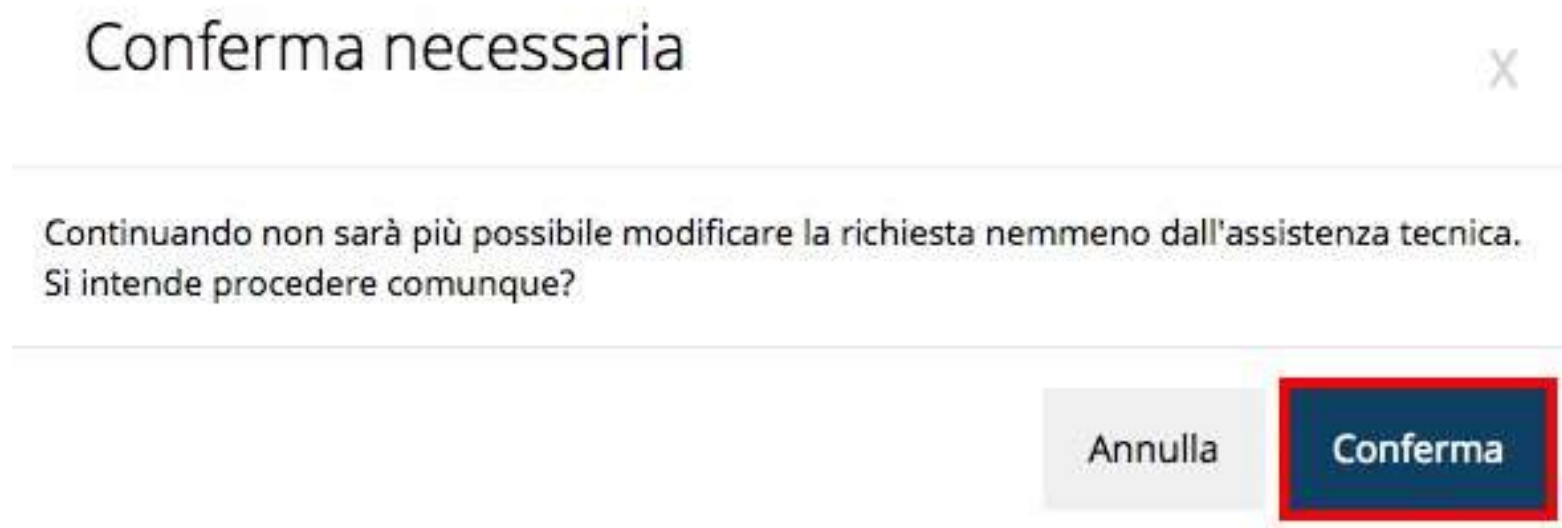 Conferma necessaria
X
Continuando non sarà più possibile modificare la richiesta nemmeno dall'assistenza tecnica.
Si intende procedere comunque?
Annulla
Conferma